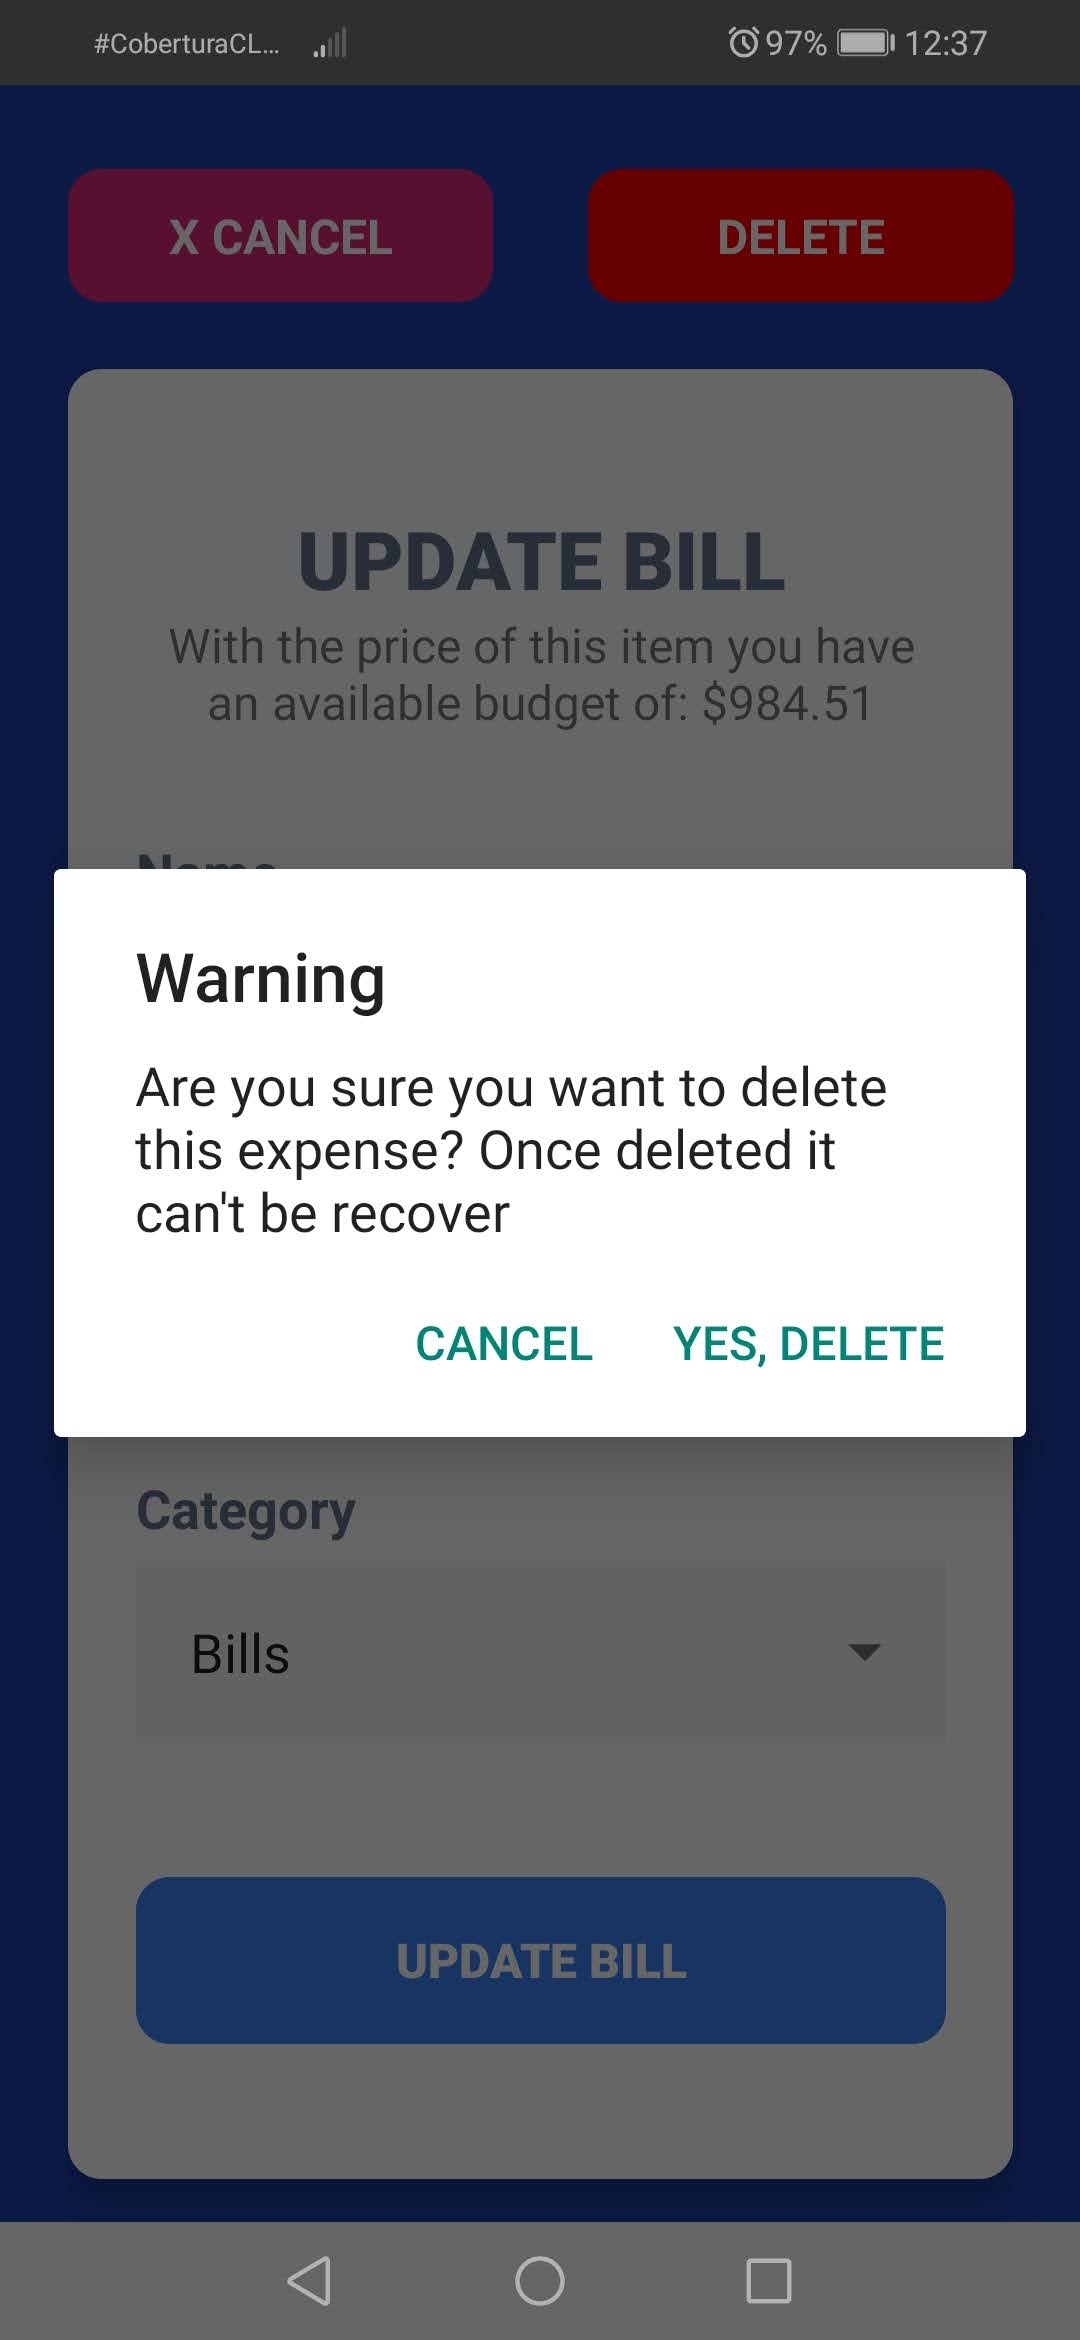 #CoberturaCL... 97% 12:37
X CANCEL DELETE
UPDATE BILL
With the price of this item you have
an available budget of: $984.51
Name
Warning
Are you sure you want to delete
this expense? Once deleted it
can't be recover
CANCEL YES, DELETE
Category
Bills
UPDATE BILL